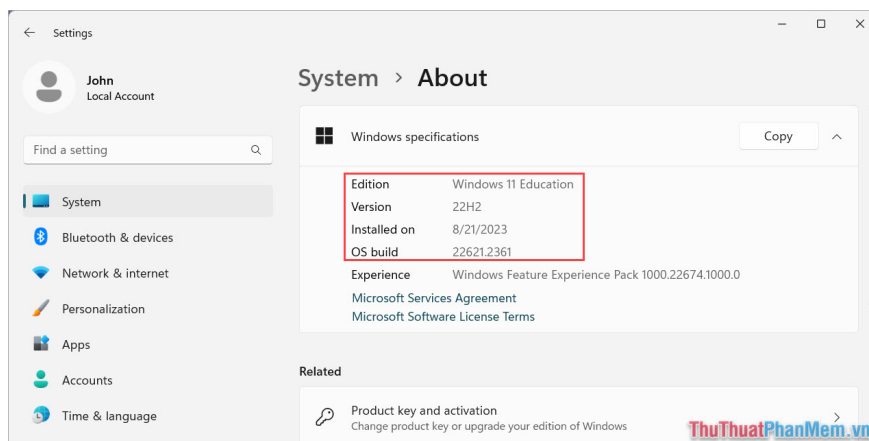 Settings
John
Local Account
Find a setting
System
Bluetooth & devices
Network & internet
Personalization
Apps
Accounts
Time & language
System > About
Windows specifications
Copy
Edition Windows 11 Education
Version 22H2
Installed on 8/21/2023
OS build 22621.2361
Experience Windows Feature Experience Pack 1000.22674.1000.0
Microsoft Services Agreement
Microsoft Software License Terms
Related
Product key and activation
Change product key or upgrade your edition of Windows
ThuThuatPhanMem.vn